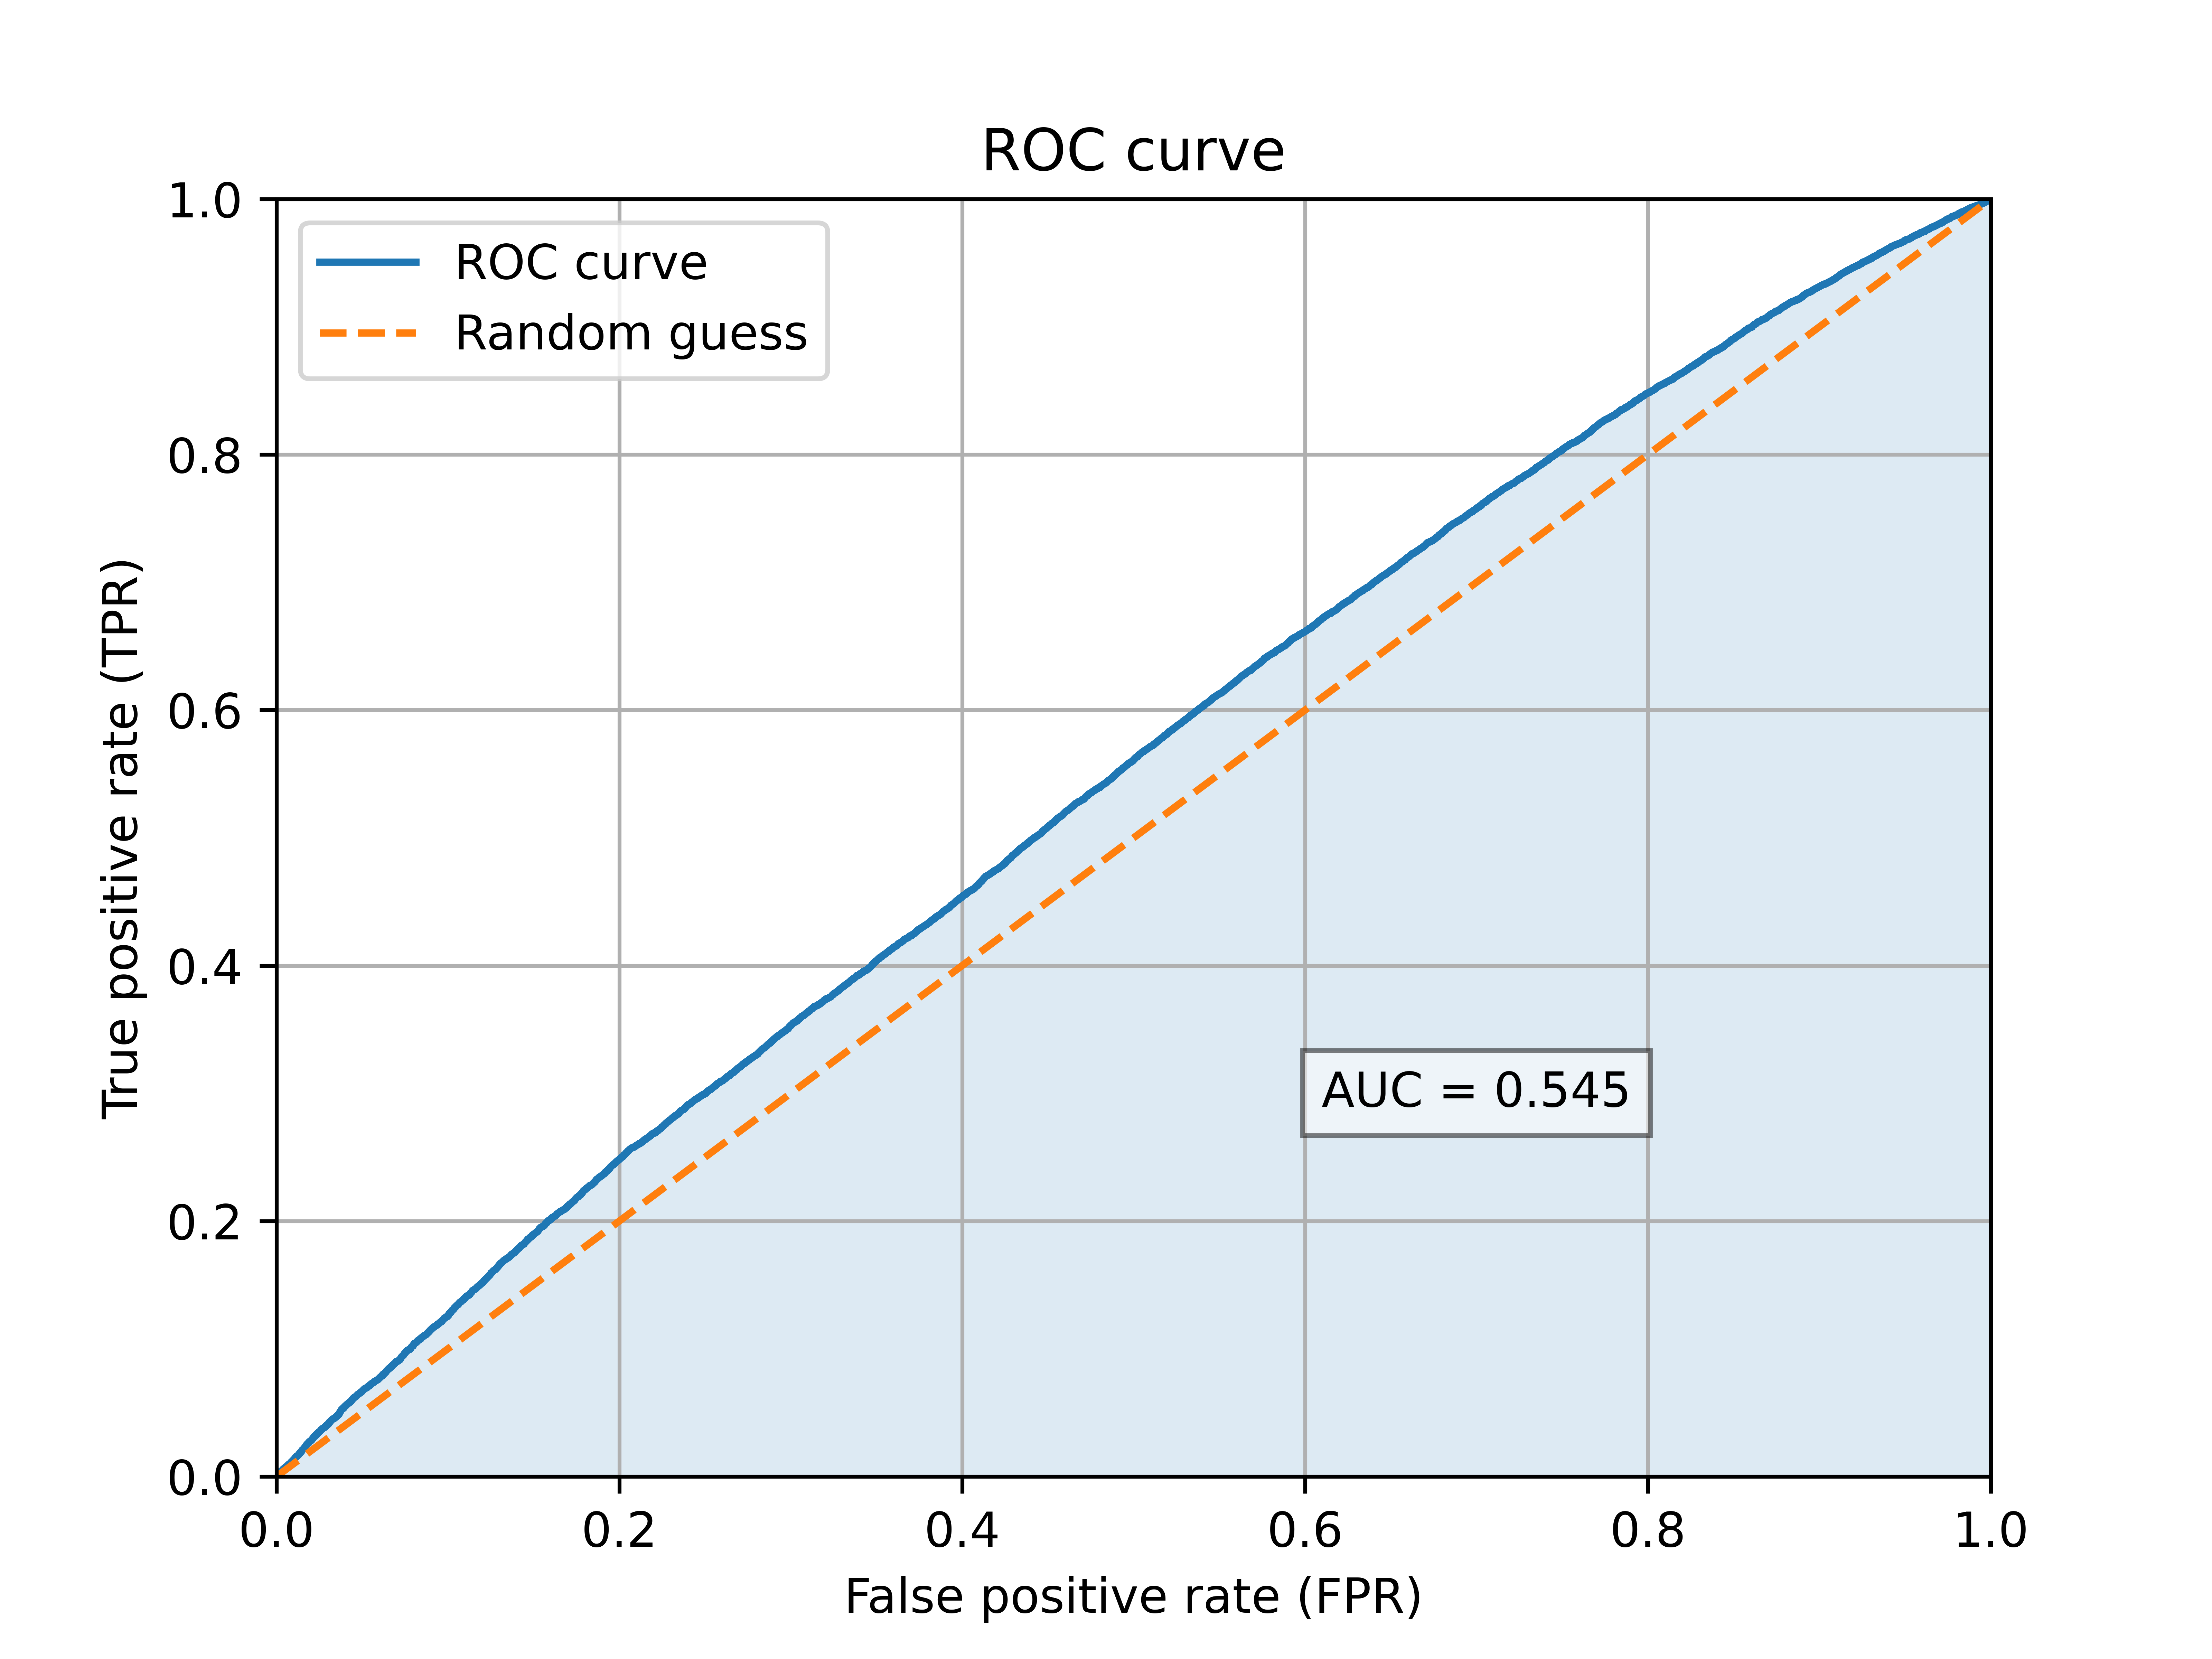 ROC curve
ROC curve
Random guess
True positive rate (TPR)
1.0
0.8
0.6
0.4
0.2
0.0
AUC = 0.545
0.0 0.2 0.4 0.6 0.8 1.0
False positive rate (FPR)